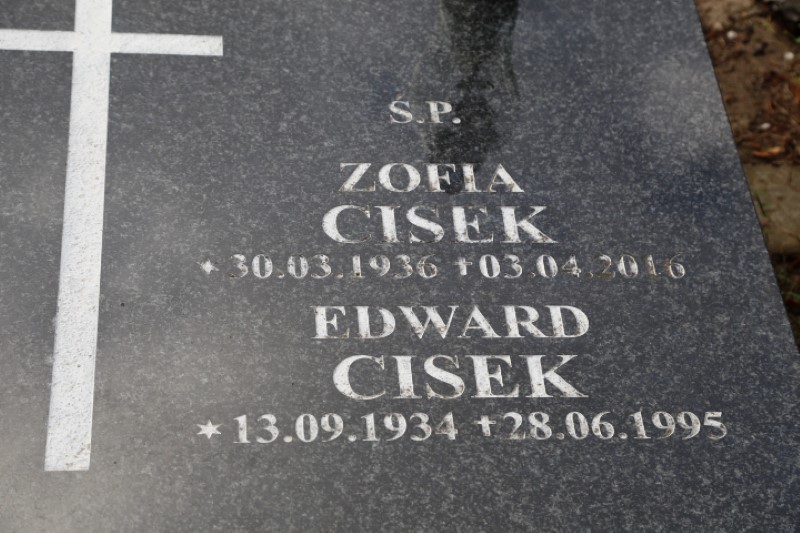 Ś.P.
ZOFIA
CISEK
*30.03.1936 †03.04.2016
EDWARD
CISEK
*13.09.1934 †28.06.1995